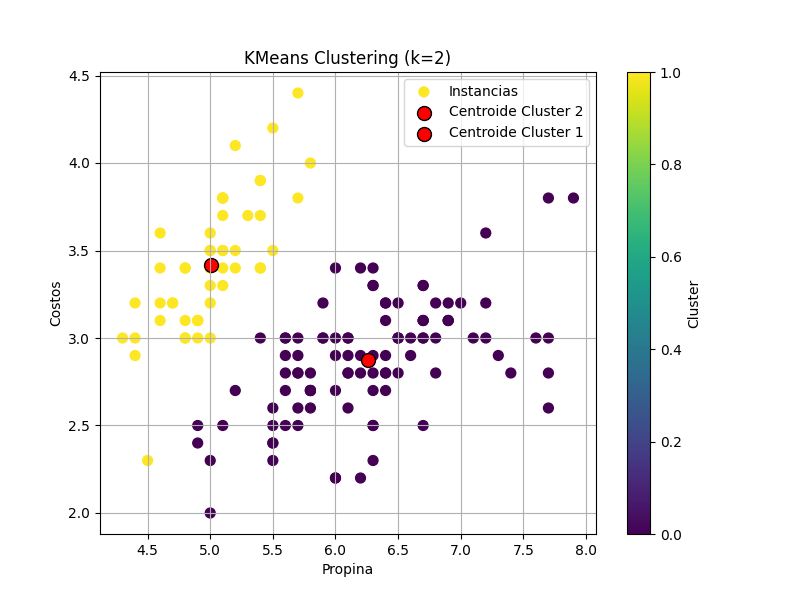 KMeans Clustering (k=2)
Instancias
Centroide Cluster 2
Centroide Cluster 1
4.5
4.0
3.5
3.0
2.5
2.0
Costos
4.5
5.0
5.5
6.0
6.5
7.0
7.5
8.0
Propina
1.0
0.8
0.6
0.4
0.2
0.0
Cluster